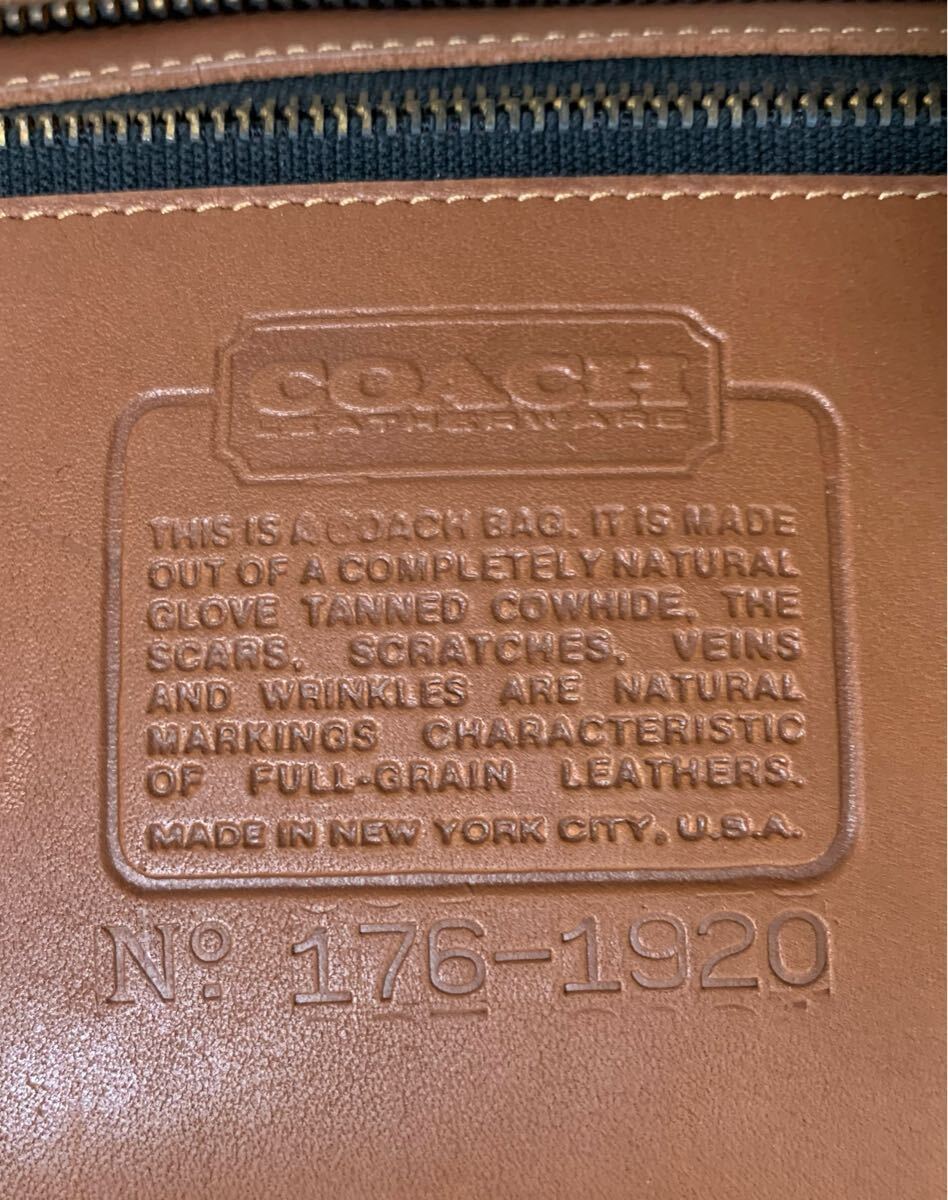 COACH
LEATHERWARE
THIS IS A COACH BAG. IT IS MADE
OUT OF A COMPLETELY NATURAL
GLOVE TANNED COWHIDE. THE
SCARS, SCRATCHES, VEINS
AND WRINKLES ARE NATURAL
MARKINGS CHARACTERISTIC
OF FULL-GRAIN LEATHERS.
MADE IN NEW YORK CITY, U.S.A.
Nº. 176-1920